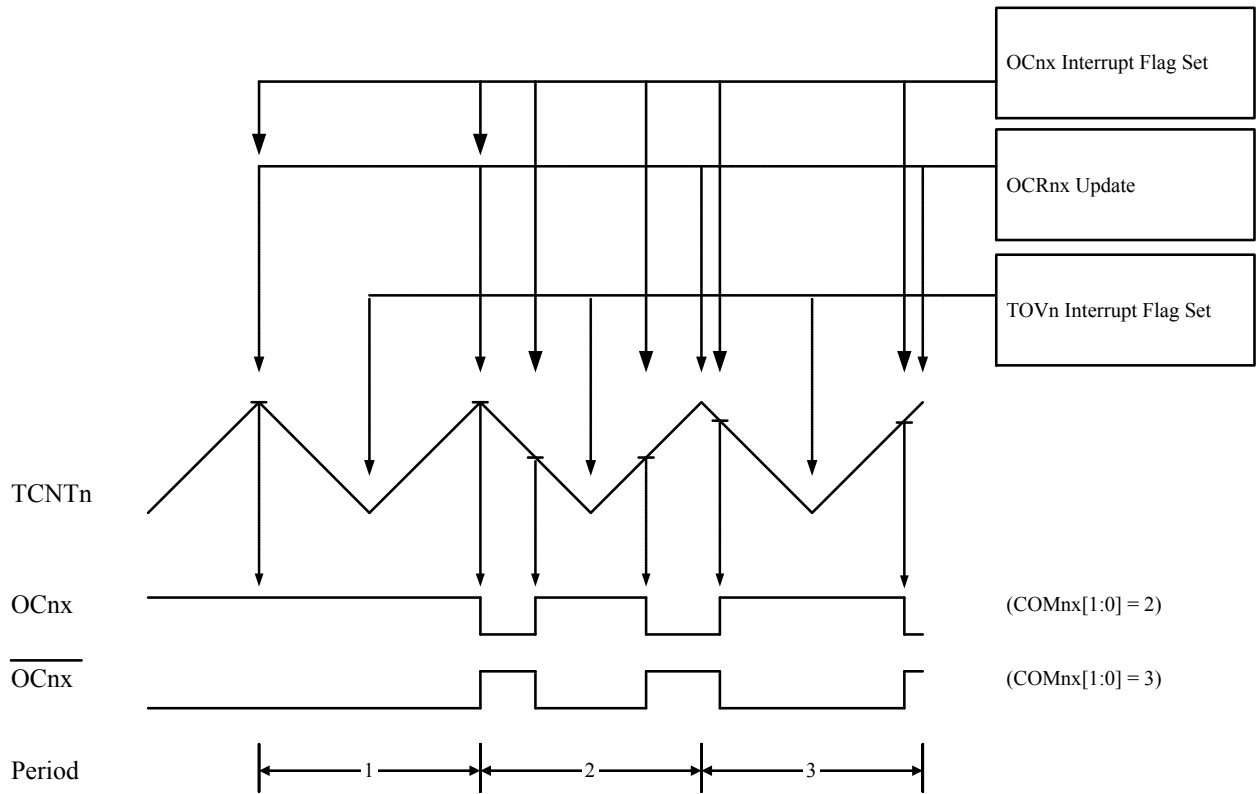 OCnx Interrupt Flag Set
OCRnx Update
TOVn Interrupt Flag Set
TCNTn
OCnx
(COMnx[1:0] = 2)
OCnx
(COMnx[1:0] = 3)
Period
1
2
3